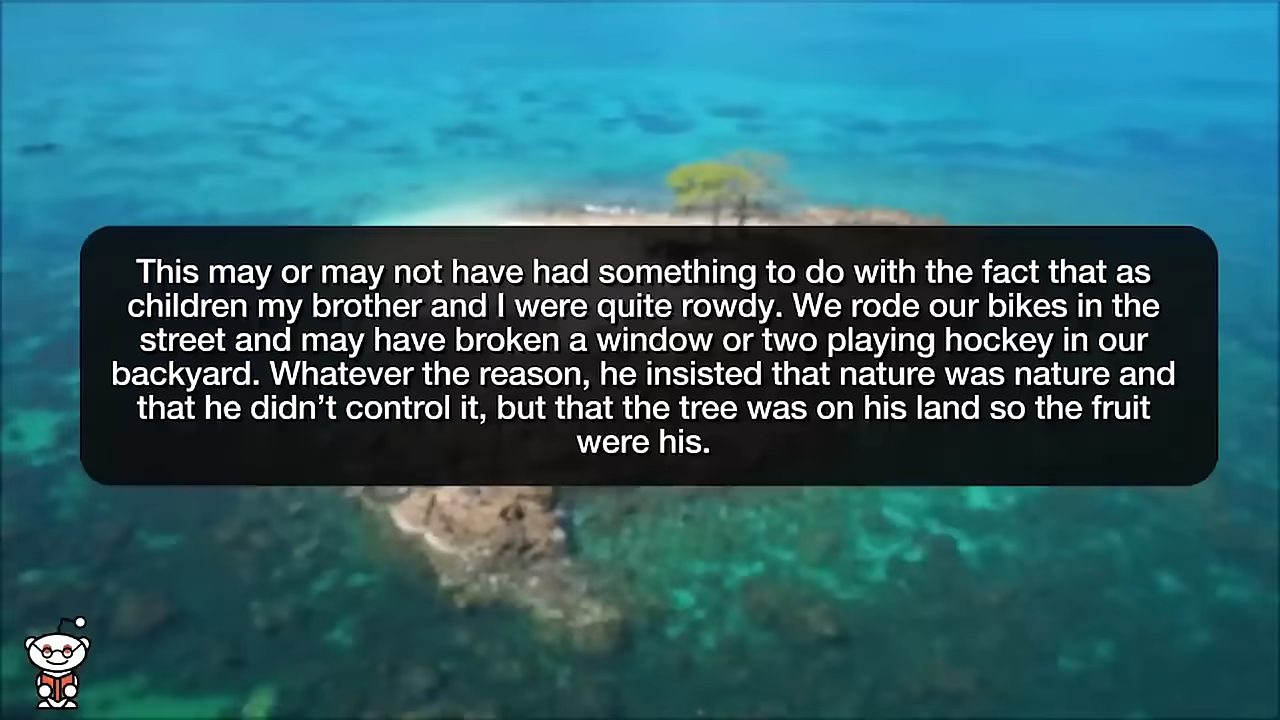 This may or may not have had something to do with the fact that as
children my brother and I were quite rowdy. We rode our bikes in the
street and may have broken a window or two playing hockey in our
backyard. Whatever the reason, he insisted that nature was nature and
that he didn’t control it, but that the tree was on his land so the fruit
were his.